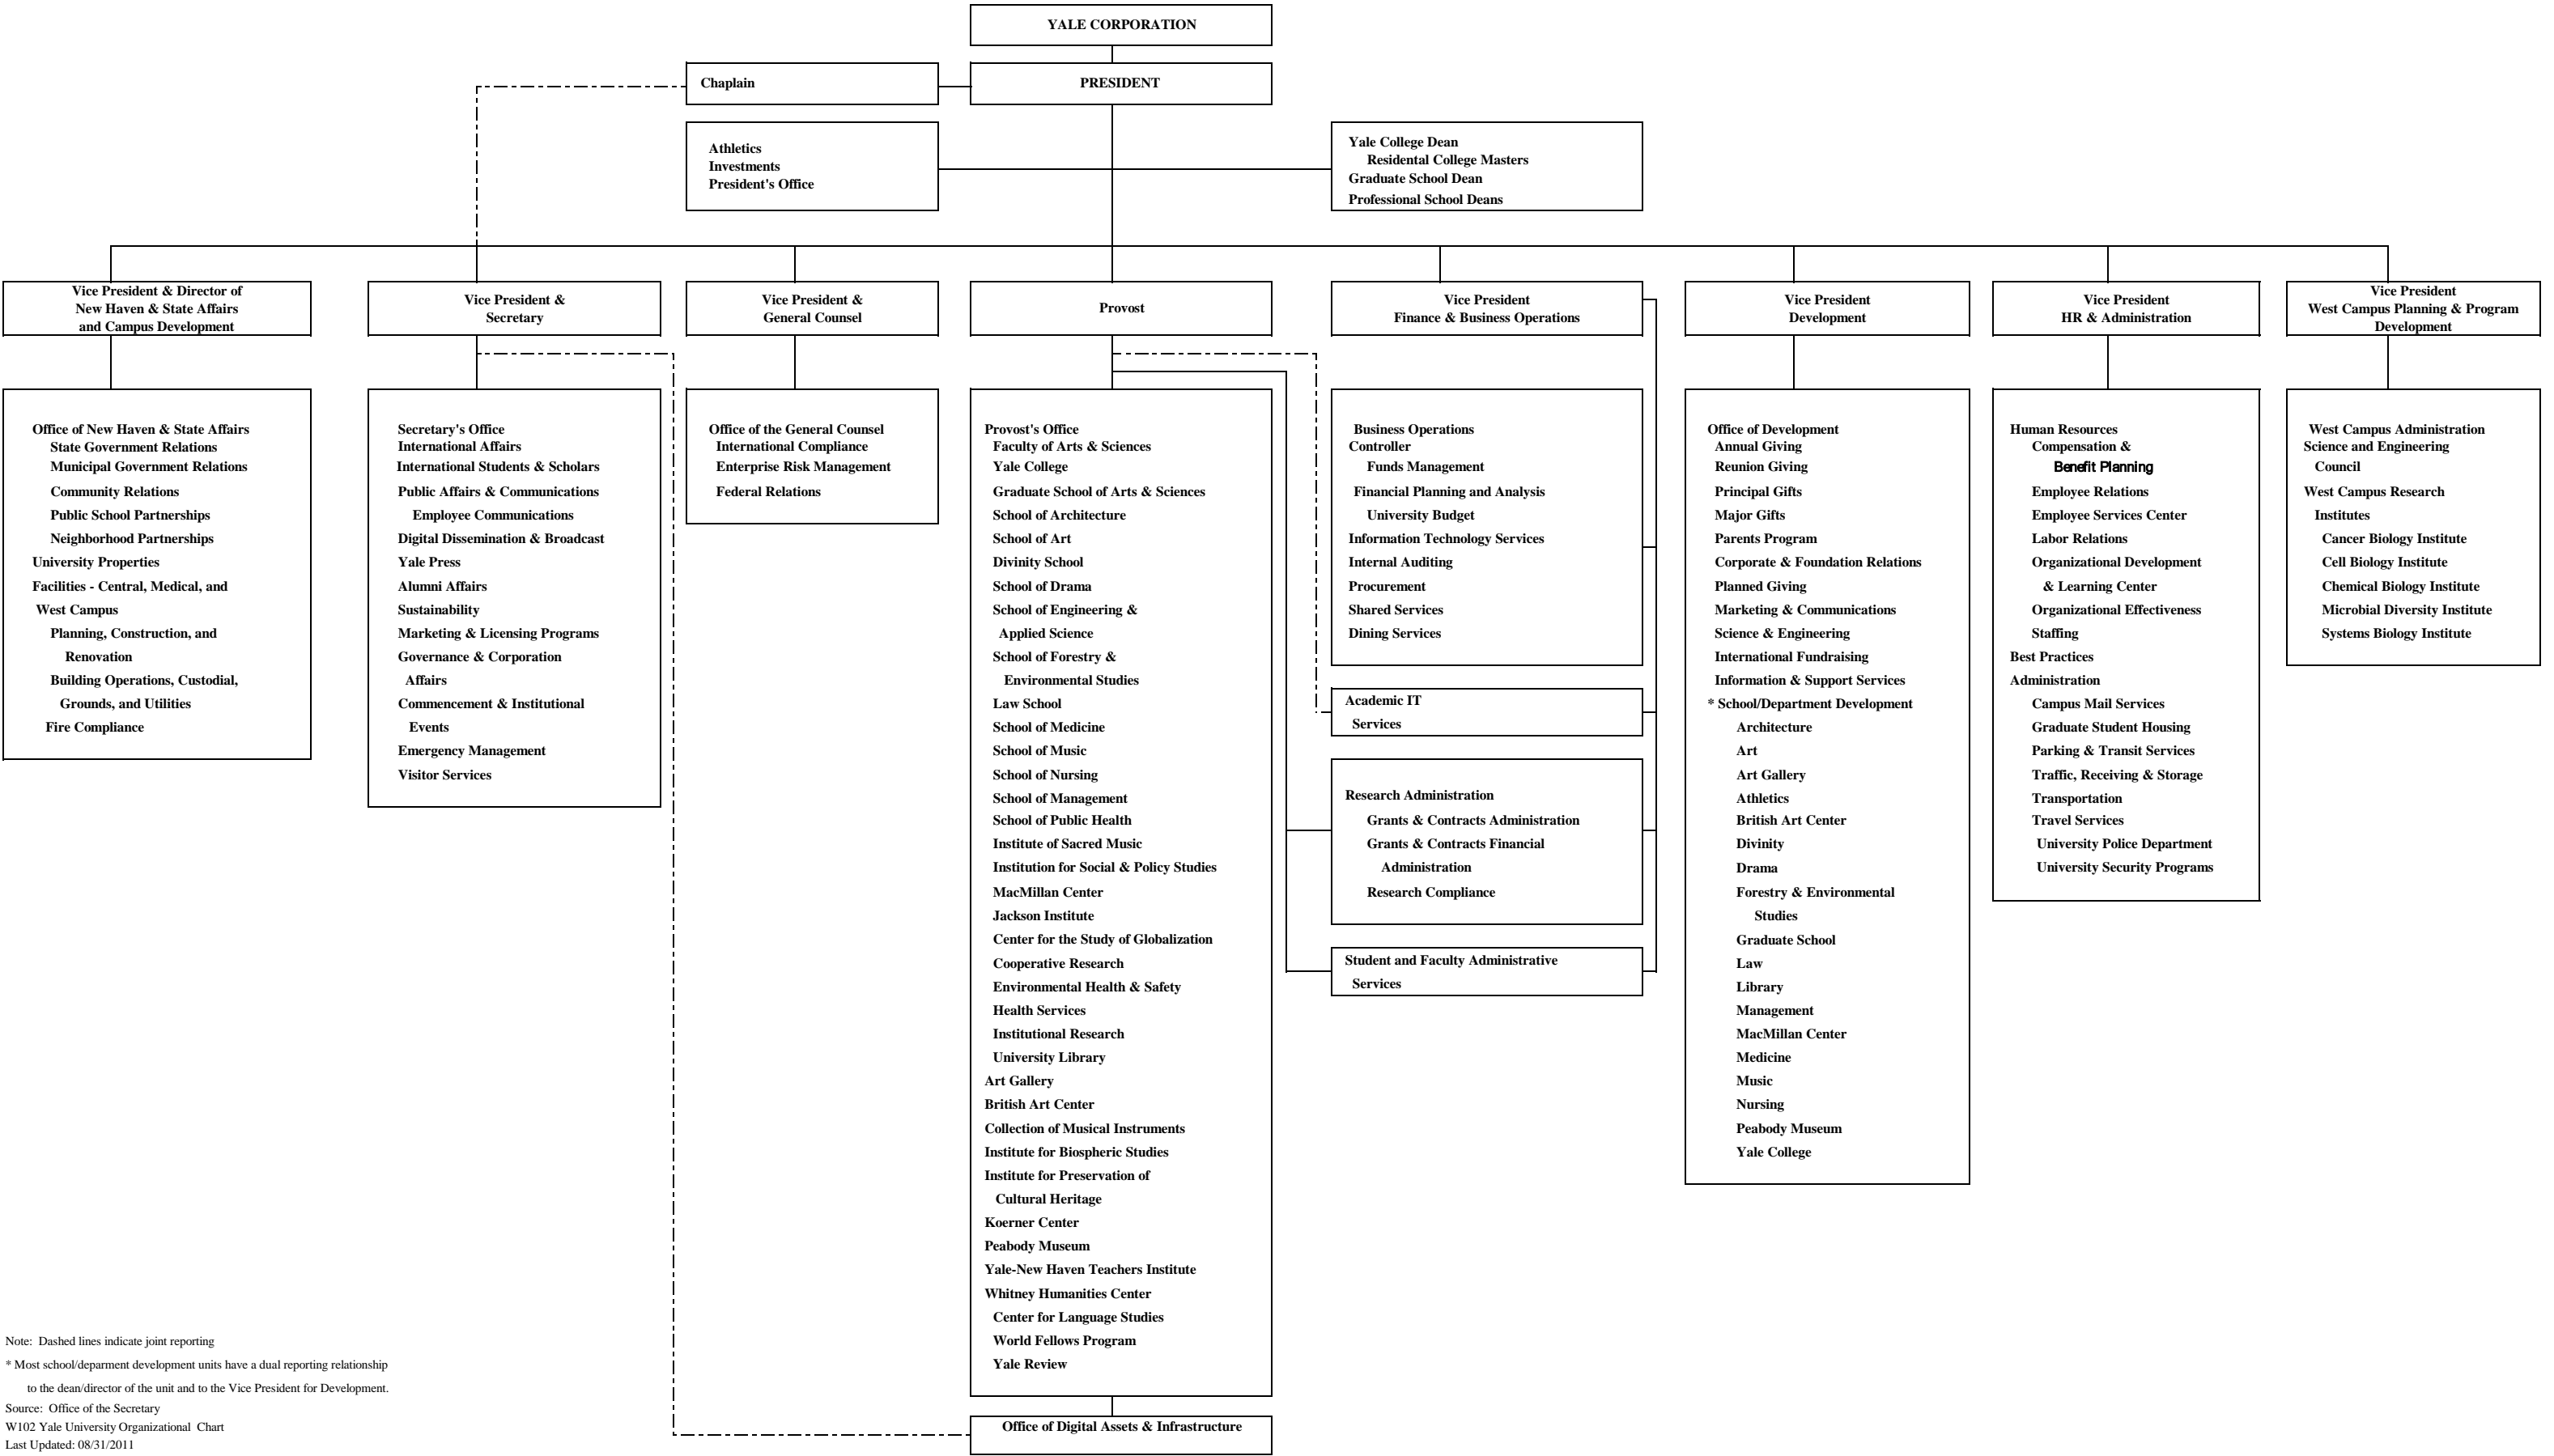 YALE CORPORATION
Chaplain
PRESIDENT
Athletics
Investments
President's Office
Yale College Dean
Residental College Masters
Graduate School Dean
Professional School Deans
Vice President & Director of
New Haven & State Affairs
and Campus Development
Vice President &
Secretary
Vice President &
General Counsel
Provost
Vice President
Finance & Business Operations
Vice President
Development
Vice President
HR & Administration
Vice President
West Campus Planning & Program
Development
Office of New Haven & State Affairs
State Government Relations
Municipal Government Relations
Community Relations
Public School Partnerships
Neighborhood Partnerships
University Properties
Facilities - Central, Medical, and
West Campus
Planning, Construction, and
Renovation
Building Operations, Custodial,
Grounds, and Utilities
Fire Compliance
Secretary's Office
International Affairs
International Students & Scholars
Public Affairs & Communications
Employee Communications
Digital Dissemination & Broadcast
Yale Press
Alumni Affairs
Sustainability
Marketing & Licensing Programs
Governance & Corporation
Affairs
Commencement & Institutional
Events
Emergency Management
Visitor Services
Office of the General Counsel
International Compliance
Enterprise Risk Management
Federal Relations
Provost's Office
Faculty of Arts & Sciences
Yale College
Graduate School of Arts & Sciences
School of Architecture
School of Art
Divinity School
School of Drama
School of Engineering &
Applied Science
School of Forestry &
Environmental Studies
Law School
School of Medicine
School of Music
School of Nursing
School of Management
School of Public Health
Institute of Sacred Music
Institution for Social & Policy Studies
MacMillan Center
Jackson Institute
Center for the Study of Globalization
Cooperative Research
Environmental Health & Safety
Health Services
Institutional Research
University Library
Art Gallery
British Art Center
Collection of Musical Instruments
Institute for Biospheric Studies
Institute for Preservation of
Cultural Heritage
Koerner Center
Peabody Museum
Yale-New Haven Teachers Institute
Whitney Humanities Center
Center for Language Studies
World Fellows Program
Yale Review
Office of Digital Assets & Infrastructure
Business Operations
Controller
Funds Management
Financial Planning and Analysis
University Budget
Information Technology Services
Internal Auditing
Procurement
Shared Services
Dining Services
Academic IT
Services
Research Administration
Grants & Contracts Administration
Grants & Contracts Financial
Administration
Research Compliance
Student and Faculty Administrative
Services
Office of Development
Annual Giving
Reunion Giving
Principal Gifts
Major Gifts
Parents Program
Corporate & Foundation Relations
Planned Giving
Marketing & Communications
Science & Engineering
International Fundraising
Information & Support Services
* School/Department Development
Architecture
Art
Art Gallery
Athletics
British Art Center
Divinity
Drama
Forestry & Environmental
Studies
Graduate School
Law
Library
Management
MacMillan Center
Medicine
Music
Nursing
Peabody Museum
Yale College
Human Resources
Compensation &
Benefit Planning
Employee Relations
Employee Services Center
Labor Relations
Organizational Development
& Learning Center
Organizational Effectiveness
Staffing
Best Practices
Administration
Campus Mail Services
Graduate Student Housing
Parking & Transit Services
Traffic, Receiving & Storage
Transportation
Travel Services
University Police Department
University Security Programs
West Campus Administration
Science and Engineering
Council
West Campus Research
Institutes
Cancer Biology Institute
Cell Biology Institute
Chemical Biology Institute
Microbial Diversity Institute
Systems Biology Institute
Note: Dashed lines indicate joint reporting
* Most school/deparment development units have a dual reporting relationship
to the dean/director of the unit and to the Vice President for Development.
Source: Office of the Secretary
W102 Yale University Organizational Chart
Last Updated: 08/31/2011